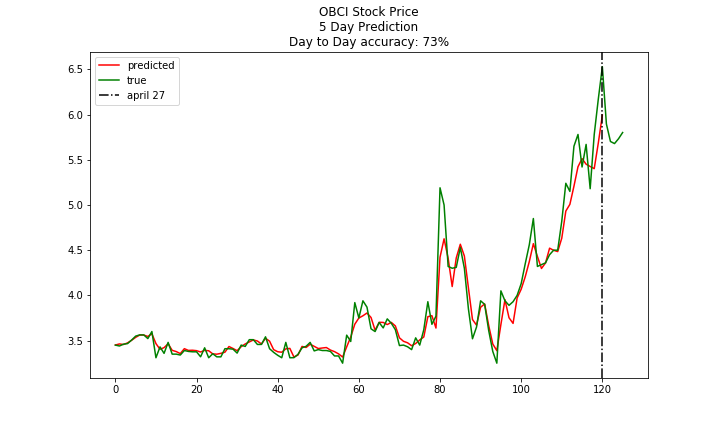 OBCI Stock Price
5 Day Prediction
Day to Day accuracy: 73%
predicted
true
april 27
6.5
6.0
5.5
5.0
4.5
4.0
3.5
0 20 40 60 80 100 120